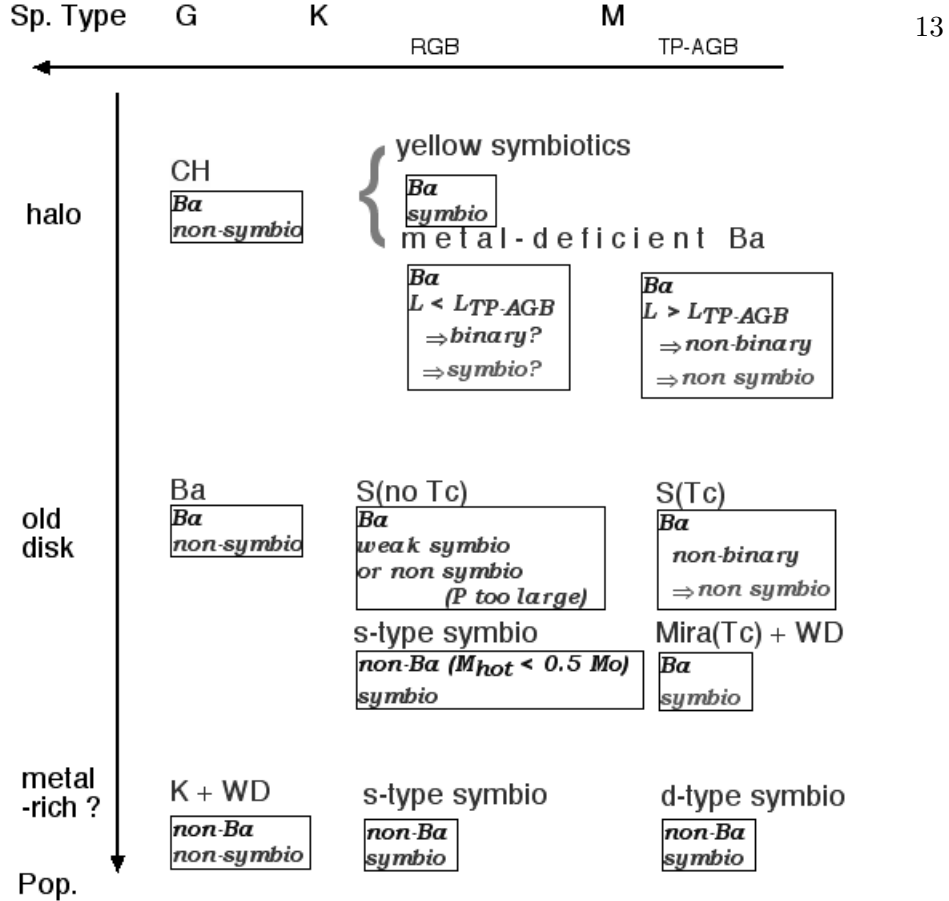 Sp. Type G K M
13
RGB TP-AGB
halo
CH
Ba
non-symbio
yellow symbiotics
Ba
symbio
metal-deficient Ba
Ba
L < LTP-AGB
⇒ binary?
⇒ symbio?
Ba
L > LTP-AGB
⇒ non-binary
⇒ non symbio
old
disk
Ba
Ba
non-symbio
S(no Tc)
Ba
weak symbio
or non symbio
(P too large)
S(Tc)
Ba
non-binary
⇒ non symbio
s-type symbio
non-Ba (Mhot < 0.5 Mo)
symbio
Mira(Tc) + WD
Ba
symbio
metal
-rich ?
K + WD
non-Ba
non-symbio
s-type symbio
non-Ba
symbio
d-type symbio
non-Ba
symbio
Pop.